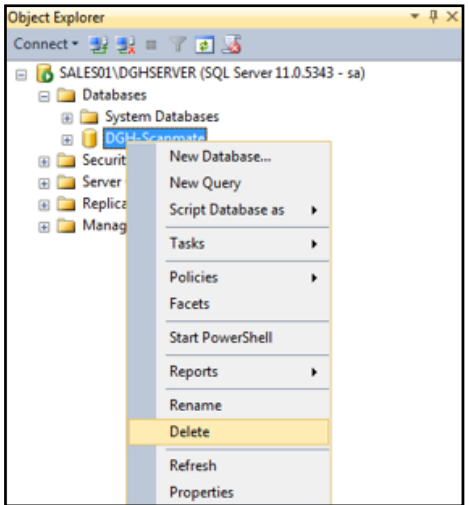 Object Explorer
Connect
SALES01\DGHSERVER (SQL Server 11.0.5343 - sa)
Databases
System Databases
DGH-Scanmate
Securit
Server
Replica
Manag
New Database...
New Query
Script Database as
Tasks
Policies
Facets
Start PowerShell
Reports
Rename
Delete
Refresh
Properties